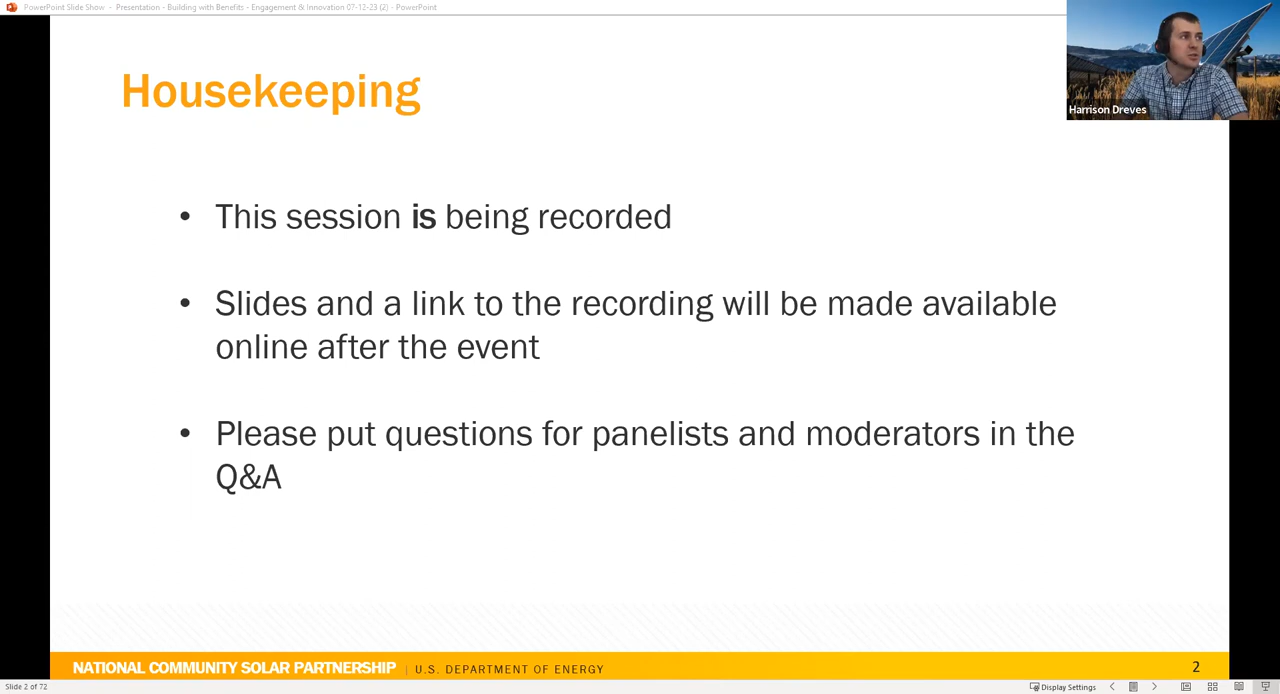 PowerPoint Slide Show - Presentation - Building with Benefits - Engagement & Innovation 07-12-23 (2) - PowerPoint
Harrison Dreves
Housekeeping
• This session is being recorded
• Slides and a link to the recording will be made available
online after the event
• Please put questions for panelists and moderators in the
Q&A
NATIONAL COMMUNITY SOLAR PARTNERSHIP | U.S. DEPARTMENT OF ENERGY
2
Slide 2 of 72
Display Settings